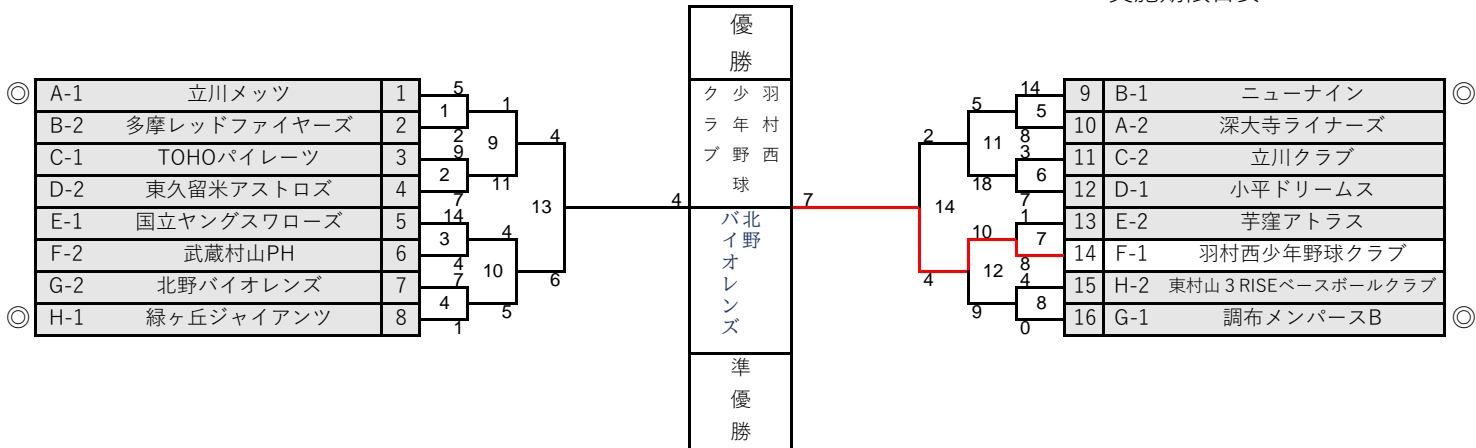 優勝
羽村西少年野球クラブ
北野バイオレンズ
準優勝
◎ A-1 立川メッツ 1
B-2 多摩レッドファイヤーズ 2
C-1 TOHOパイレーツ 3
D-2 東久留米アストロズ 4
E-1 国立ヤングスワローズ 5
F-2 武蔵村山PH 6
G-2 北野バイオレンズ 7
◎ H-1 緑ヶ丘ジャイアンツ 8
5
1
2
9
2
7
14
3
4
7
4
1
1
9
11
4
10
5
4
13
6
4
7
2
14
4
5
11
18
10
12
9
14
5
8
3
6
7
1
7
8
4
8
0
9 B-1 ニューナイン ◎
10 A-2 深大寺ライナーズ
11 C-2 立川クラブ
12 D-1 小平ドリームス
13 E-2 芋窪アトラス
14 F-1 羽村西少年野球クラブ
15 H-2 東村山３RISEベースボールクラブ
16 G-1 調布メンパースB ◎